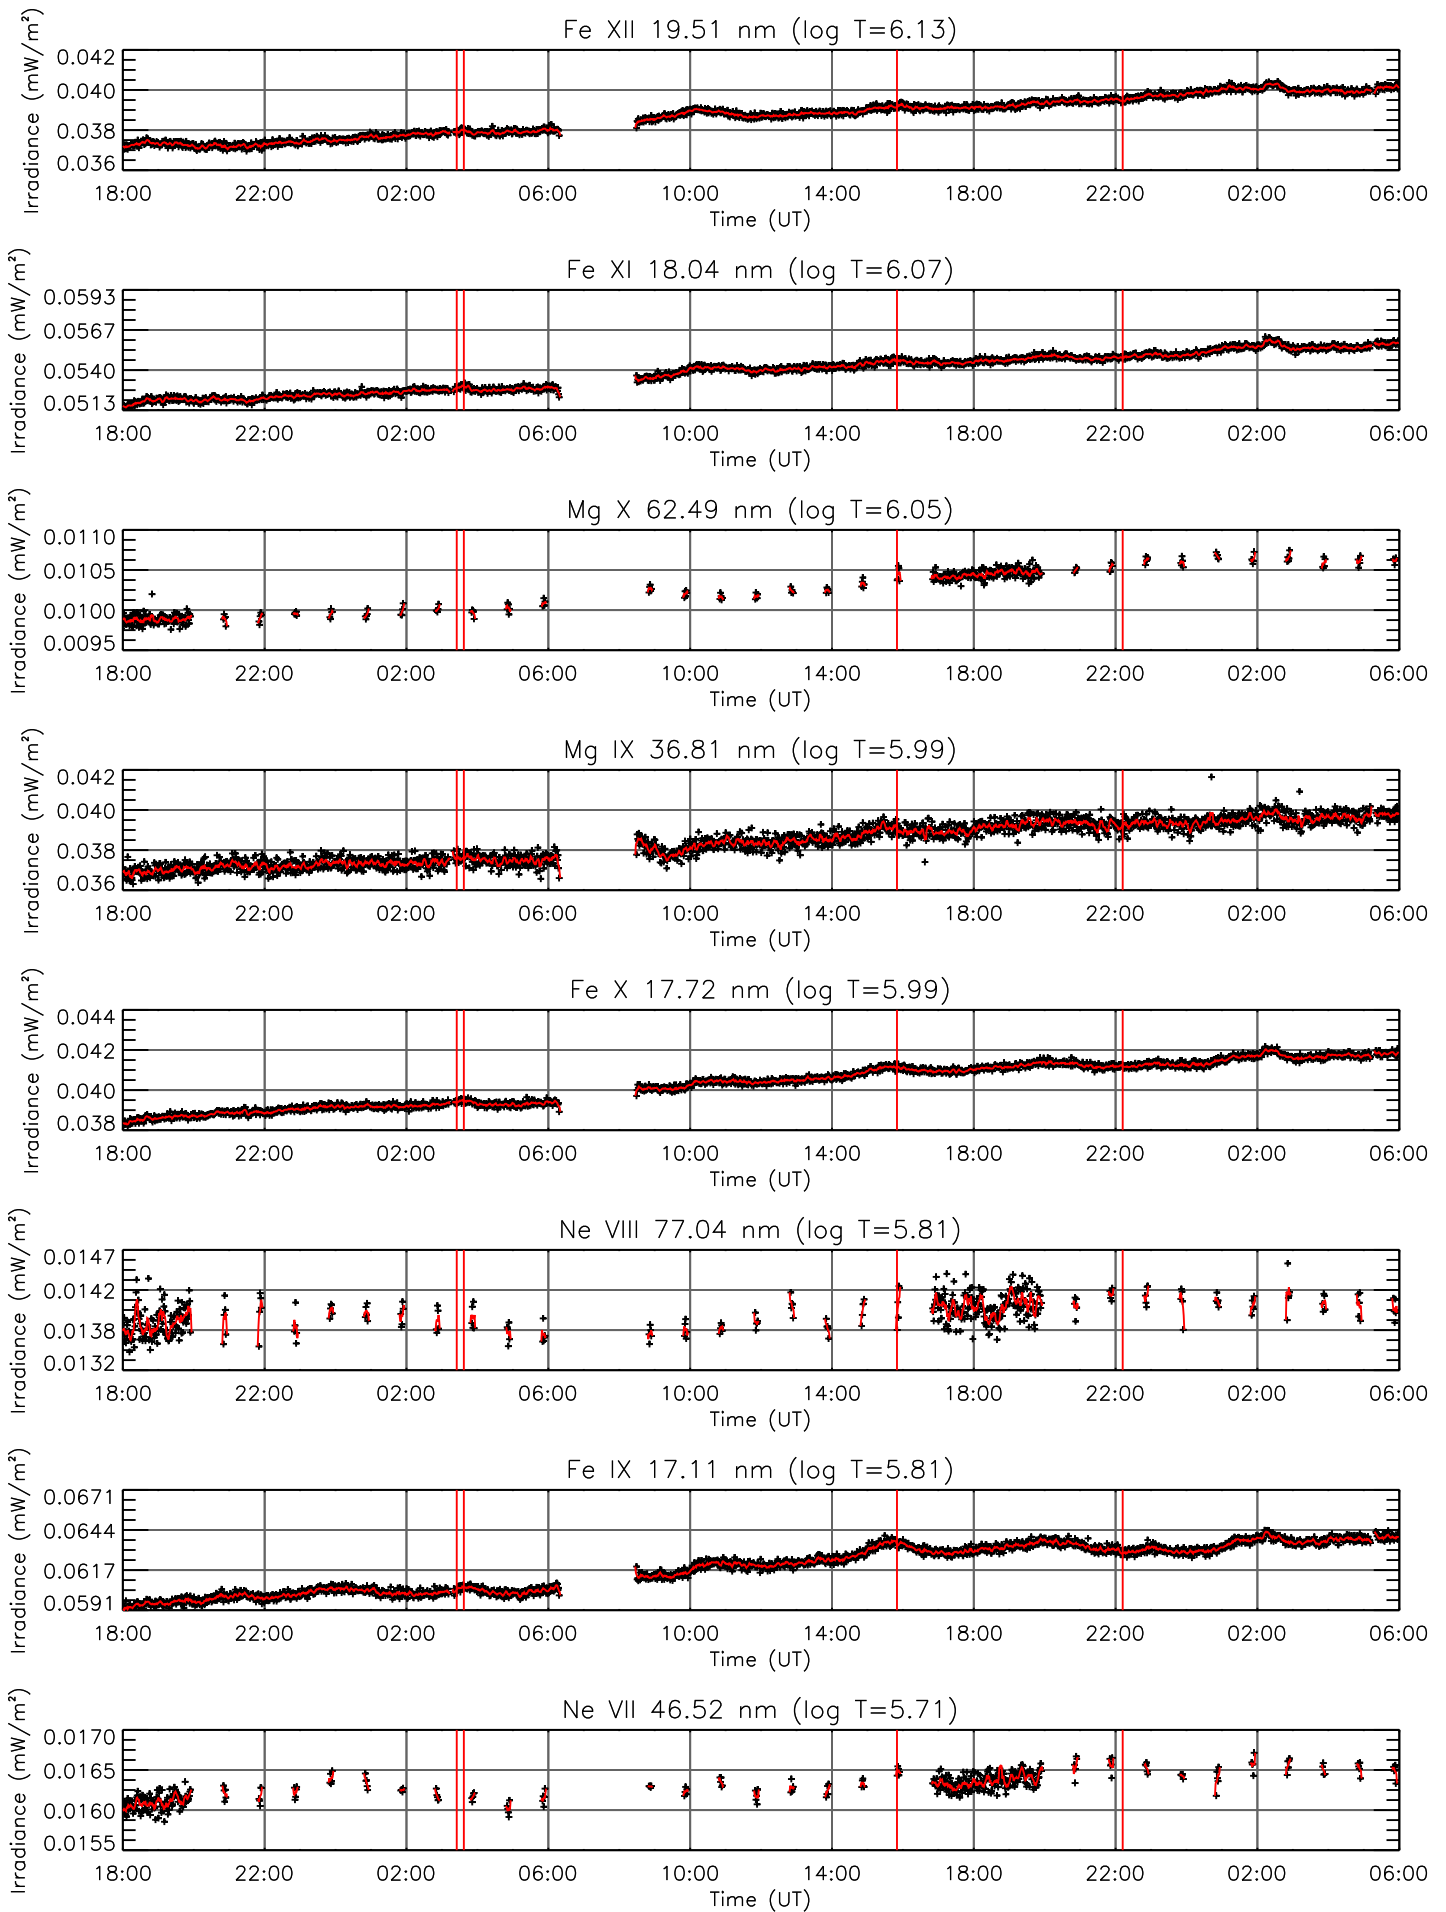 Fe XII 19.51 nm (log T=6.13)
Irradiance (mW/m²)
0.042
0.040
0.038
0.036
18:00 22:00 02:00 06:00 10:00 14:00 18:00 22:00 02:00 06:00
Time (UT)
Fe XI 18.04 nm (log T=6.07)
Irradiance (mW/m²)
0.0593
0.0567
0.0540
0.0513
18:00 22:00 02:00 06:00 10:00 14:00 18:00 22:00 02:00 06:00
Time (UT)
Mg X 62.49 nm (log T=6.05)
Irradiance (mW/m²)
0.0110
0.0105
0.0100
0.0095
18:00 22:00 02:00 06:00 10:00 14:00 18:00 22:00 02:00 06:00
Time (UT)
Mg IX 36.81 nm (log T=5.99)
Irradiance (mW/m²)
0.042
0.040
0.038
0.036
18:00 22:00 02:00 06:00 10:00 14:00 18:00 22:00 02:00 06:00
Time (UT)
Fe X 17.72 nm (log T=5.99)
Irradiance (mW/m²)
0.044
0.042
0.040
0.038
18:00 22:00 02:00 06:00 10:00 14:00 18:00 22:00 02:00 06:00
Time (UT)
Ne VIII 77.04 nm (log T=5.81)
Irradiance (mW/m²)
0.0147
0.0142
0.0138
0.0132
18:00 22:00 02:00 06:00 10:00 14:00 18:00 22:00 02:00 06:00
Time (UT)
Fe IX 17.11 nm (log T=5.81)
Irradiance (mW/m²)
0.0671
0.0644
0.0617
0.0591
18:00 22:00 02:00 06:00 10:00 14:00 18:00 22:00 02:00 06:00
Time (UT)
Ne VII 46.52 nm (log T=5.71)
Irradiance (mW/m²)
0.0170
0.0165
0.0160
0.0155
18:00 22:00 02:00 06:00 10:00 14:00 18:00 22:00 02:00 06:00
Time (UT)